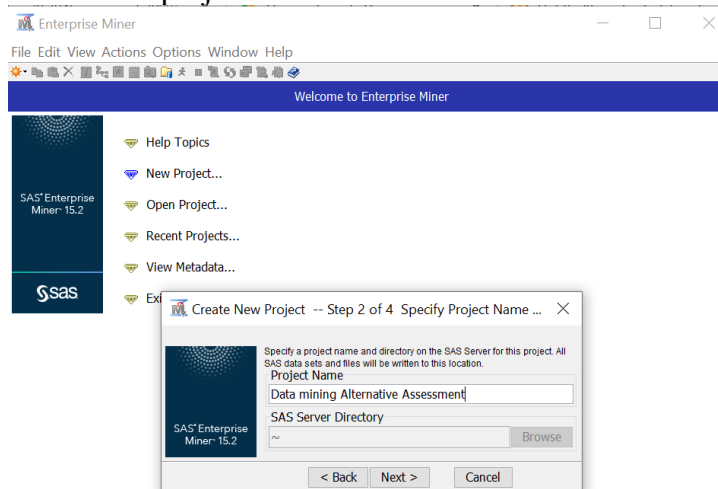 Enterprise Miner
File Edit View Actions Options Window Help
Welcome to Enterprise Miner
Help Topics
New Project...
SAS® Enterprise
Miner™ 15.2
Open Project...
Recent Projects...
View Metadata...
sas
Exi
Create New Project -- Step 2 of 4 Specify Project Name ...
Specify a project name and directory on the SAS Server for this project. All
SAS data sets and files will be written to this location.
Project Name
Data mining Alternative Assessment
SAS Server Directory
~
Browse
SAS® Enterprise
Miner™ 15.2
< Back Next > Cancel